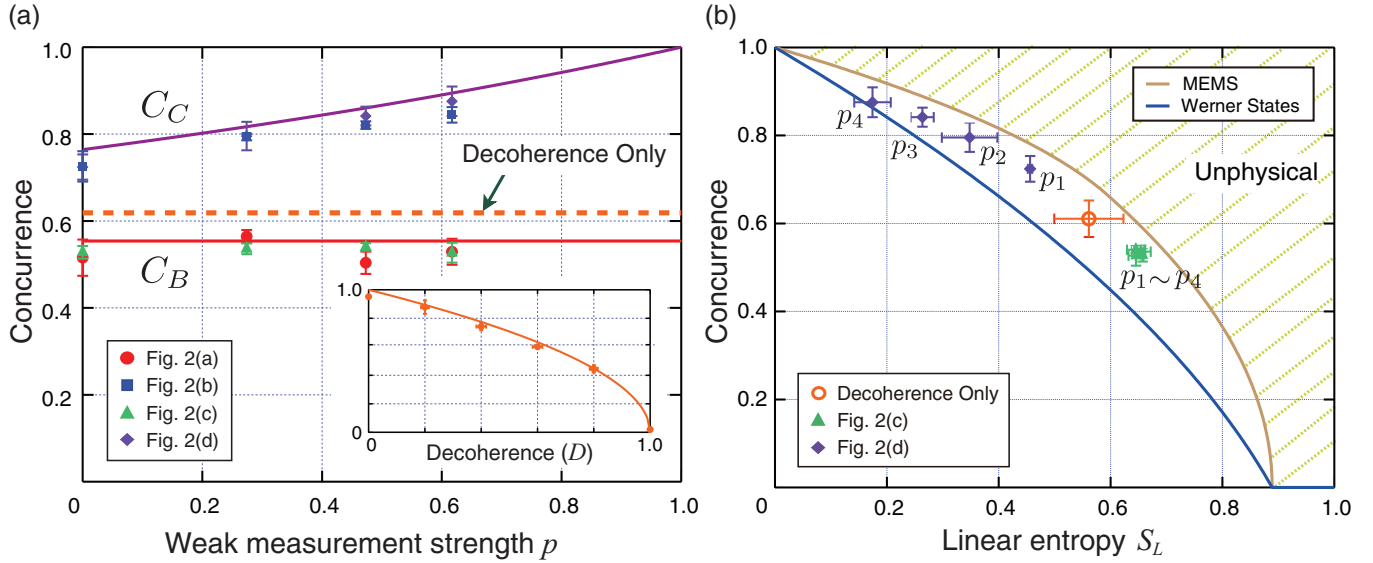 (a)
1.0
0.8
0.6
0.4
0.2
0
0.2
0.4
0.6
0.8
1.0
Concurrence
Weak measurement strength p
C_C
Decoherence Only
C_B
Fig. 2(a)
Fig. 2(b)
Fig. 2(c)
Fig. 2(d)
1.0
0
0
1.0
Decoherence (D)
(b)
1.0
0.8
0.6
0.4
0.2
0
0.2
0.4
0.6
0.8
1.0
Concurrence
Linear entropy S_L
MEMS
Werner States
Unphysical
p_4
p_3
p_2
p_1
p_1~p_4
Decoherence Only
Fig. 2(c)
Fig. 2(d)